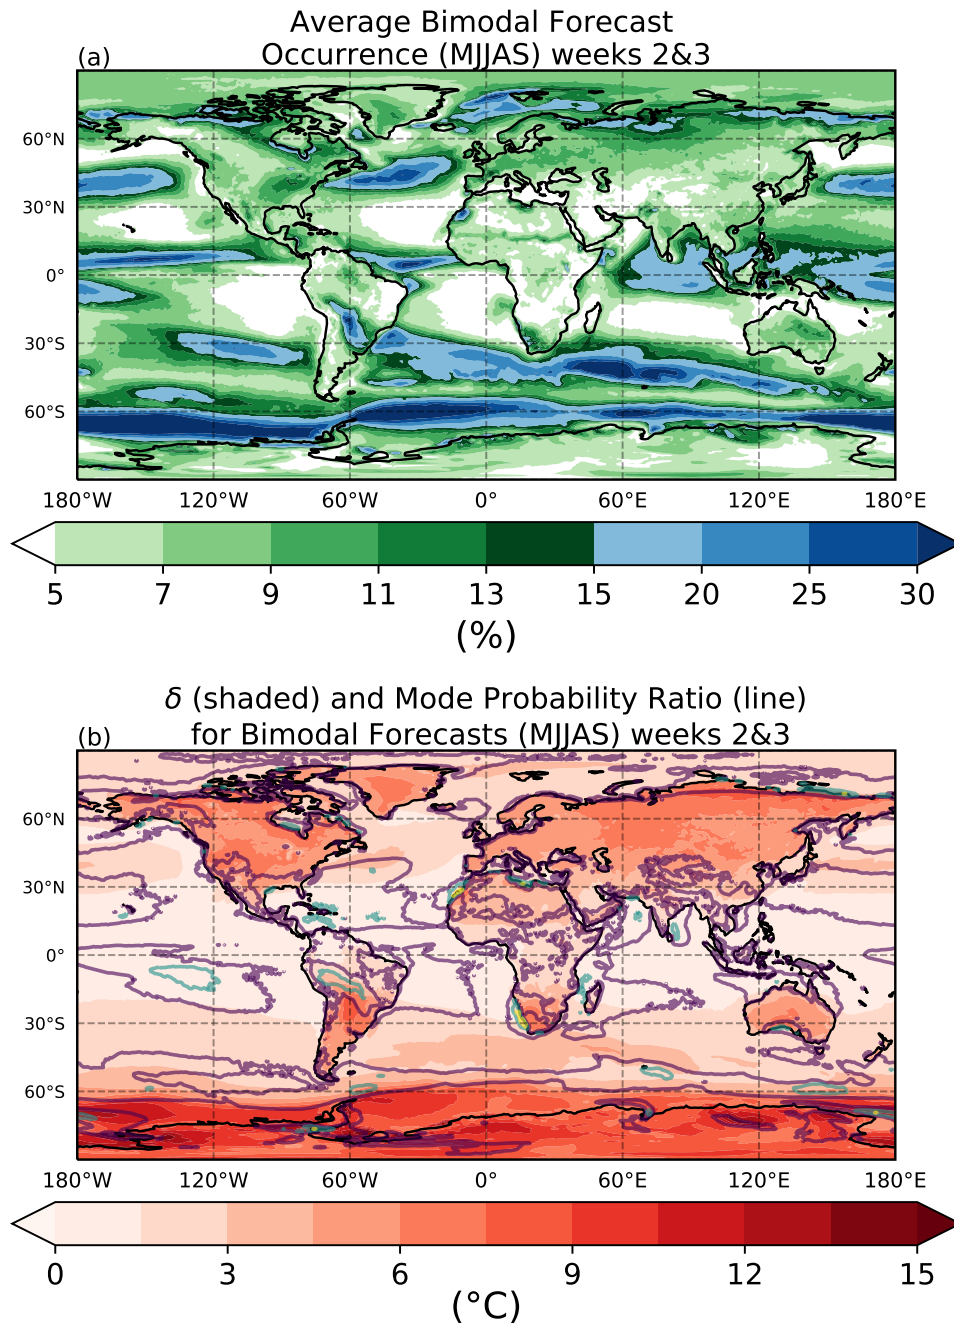 Average Bimodal Forecast
Occurrence (MJJAS) weeks 2&3
(a)
60°N
30°N
0°
30°S
60°S
180°W 120°W 60°W 0° 60°E 120°E 180°E
5 7 9 11 13 15 20 25 30
(%)
δ (shaded) and Mode Probability Ratio (line)
for Bimodal Forecasts (MJJAS) weeks 2&3
(b)
60°N
30°N
0°
30°S
60°S
180°W 120°W 60°W 0° 60°E 120°E 180°E
0 3 6 9 12 15
(°C)